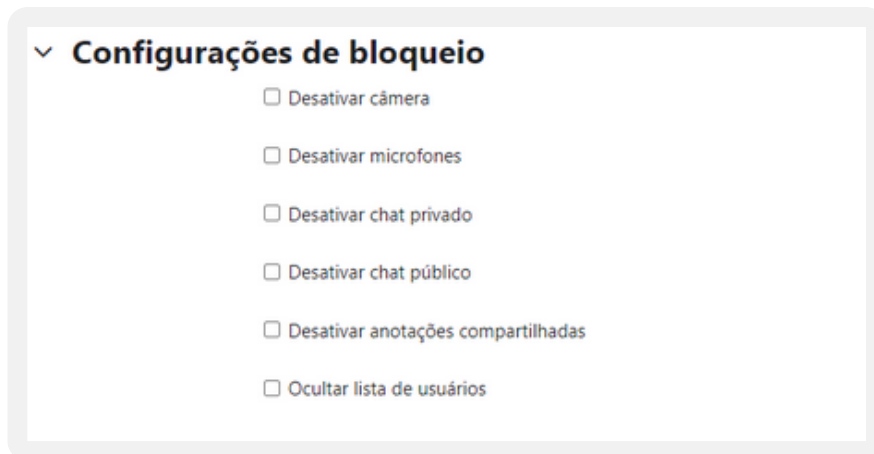 Configurações de bloqueio
Desativar câmera
Desativar microfones
Desativar chat privado
Desativar chat público
Desativar anotações compartilhadas
Ocultar lista de usuários